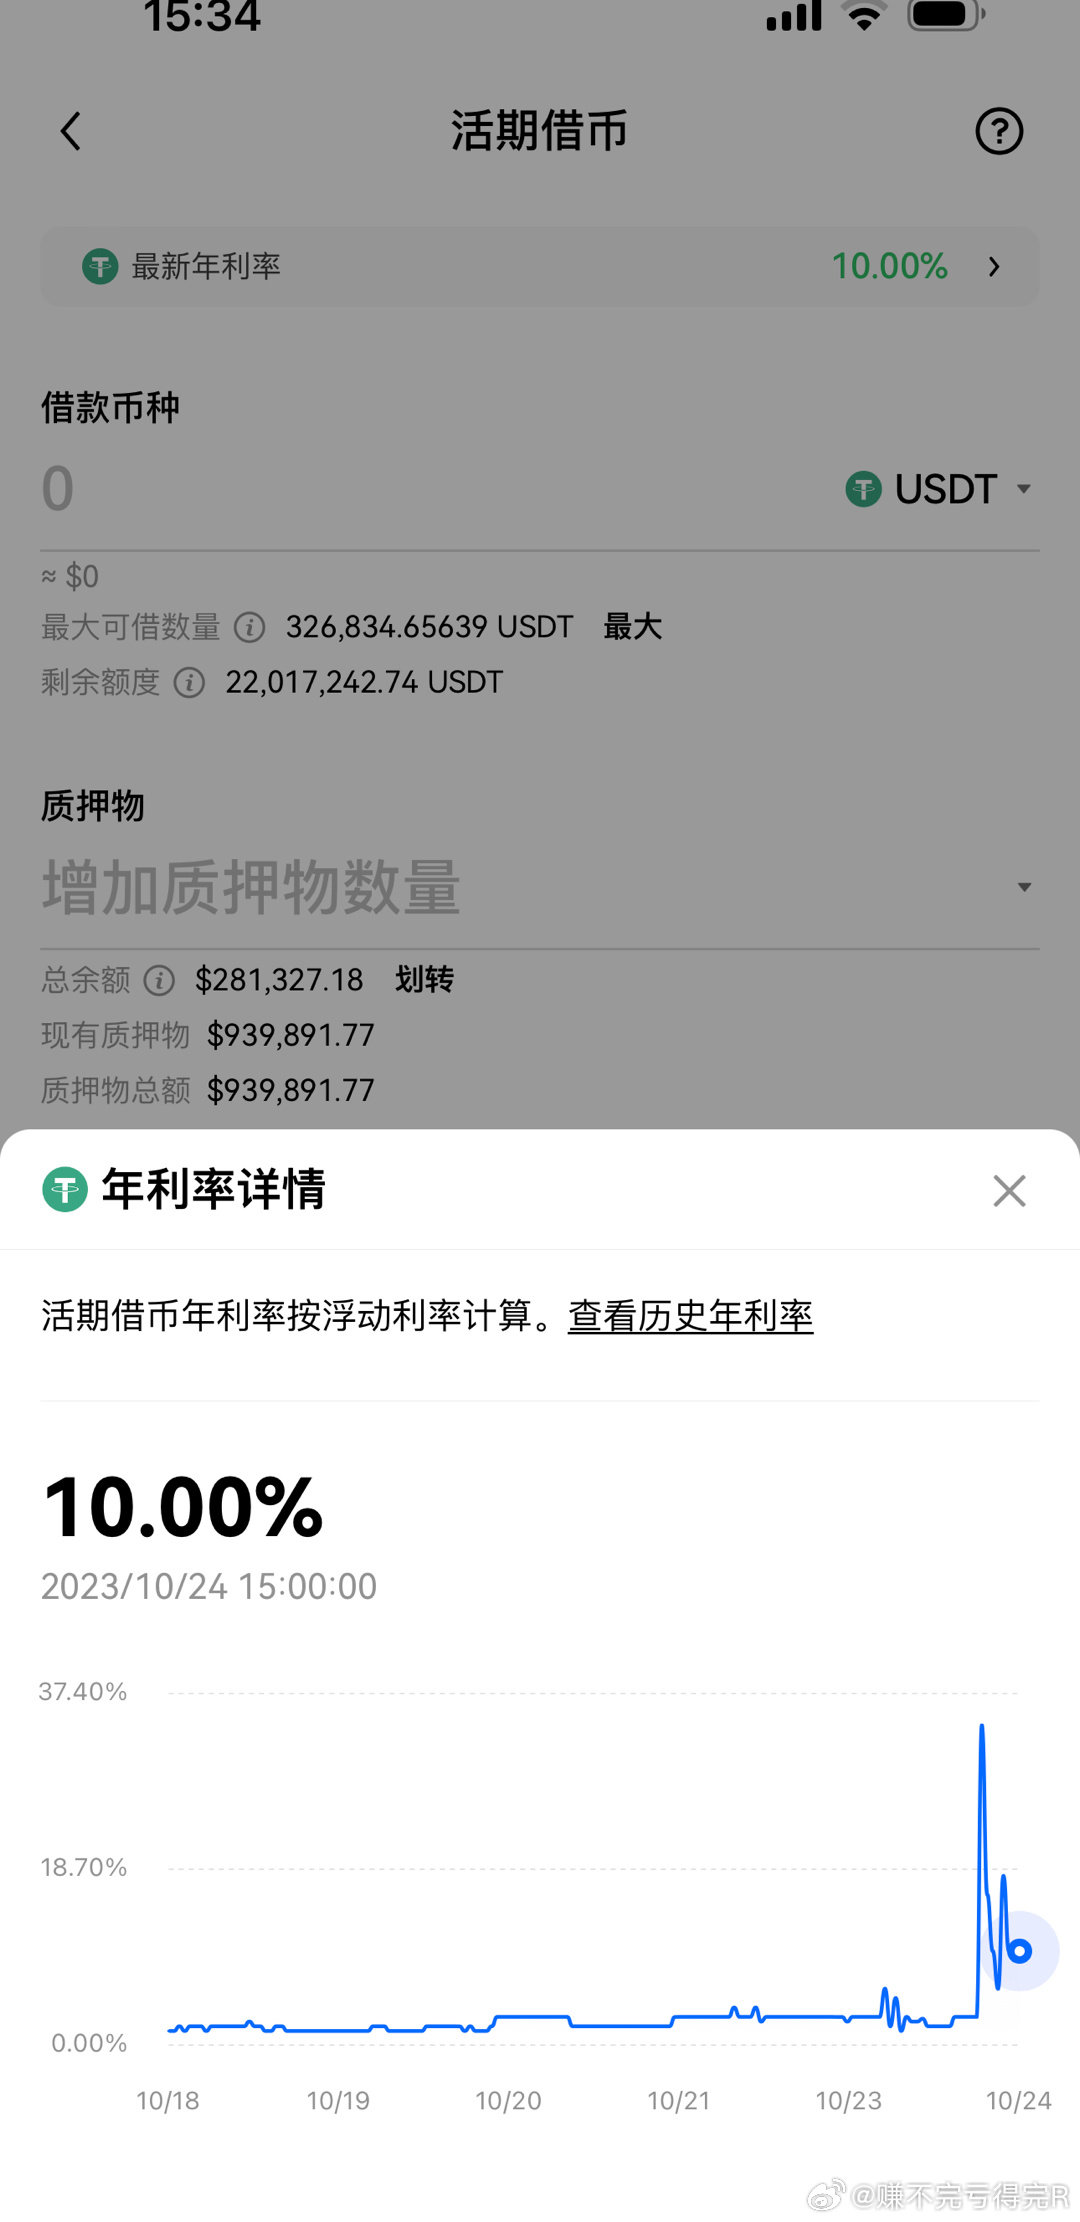 15:34
活期借币
最新年利率 10.00%
借款币种
0 USDT
≈ $0
最大可借数量 326,834.65639 USDT 最大
剩余额度 22,017,242.74 USDT
质押物
增加质押物数量
总余额 $281,327.18 划转
现有质押物 $939,891.77
质押物总额 $939,891.77
年利率详情
活期借币年利率按浮动利率计算。查看历史年利率
10.00%
2023/10/24 15:00:00
37.40%
18.70%
0.00%
10/18 10/19 10/20 10/21 10/23 10/24
@赚不完亏得完R